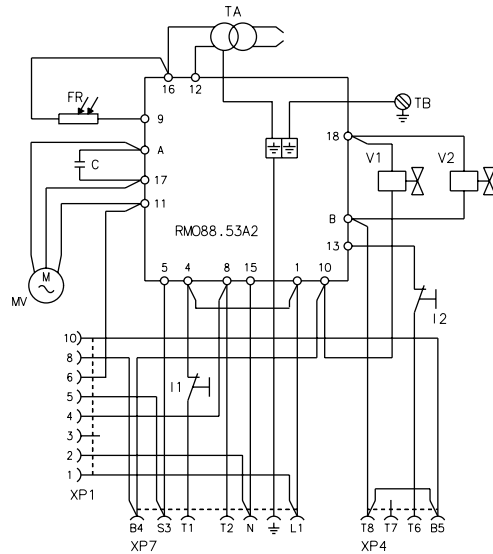 TA
16 12
FR
9
TB
18
A
C
V1 V2
17
11
RMO88.53A2
B
13
M
MV
5 4 8 15 1 10
I2
10
8
6
I1
5
4
3
2
1
XP1
B4 S3 T1 T2 N L1 T8 T7 T6 B5
XP7 XP4